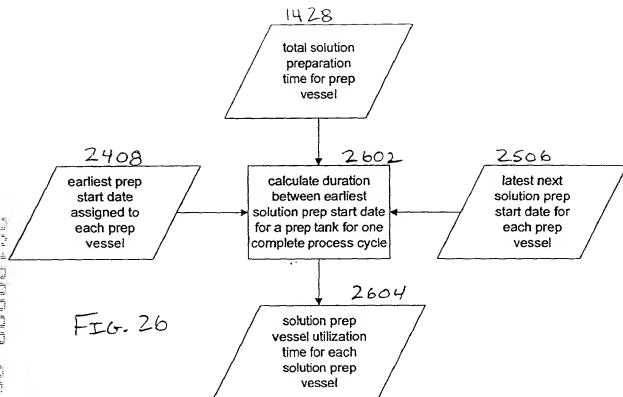 1428
total solution
preparation
time for prep
vessel
2408
earliest prep
start date
assigned to
each prep
vessel
2602
calculate duration
between earliest
solution prep start date
for a prep tank for one
complete process cycle
2506
latest next
solution prep
start date for
each prep
vessel
2604
solution prep
vessel utilization
time for each
solution prep
vessel
FIG. 26